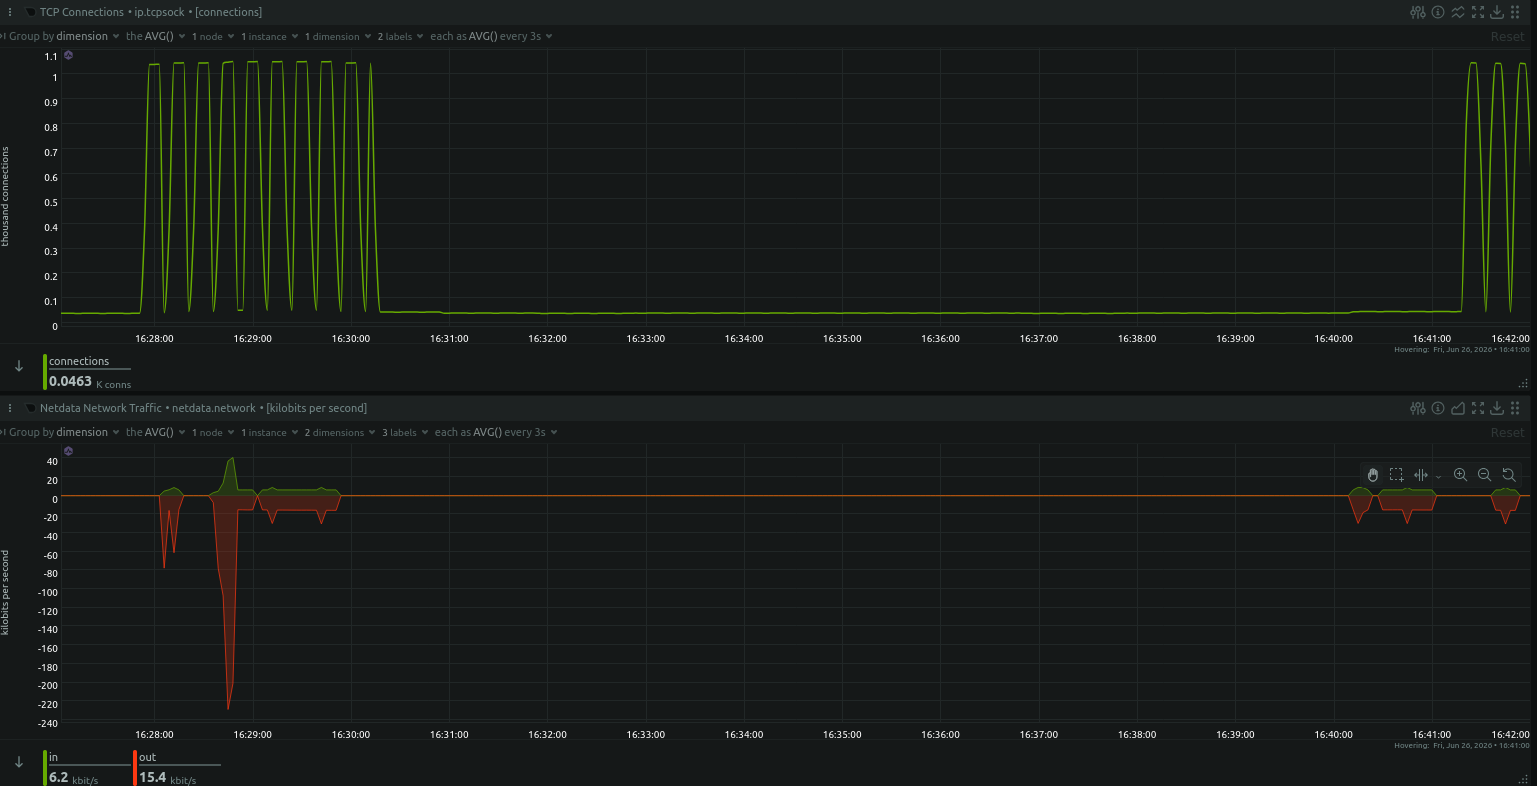 TCP Connections • ip.tcpsock • [connections]
Group by dimension the AVG() 1 node 1 instance 1 dimension 2 labels each as AVG() every 3s Reset
thousand connections
1.1
1
0.9
0.8
0.7
0.6
0.5
0.4
0.3
0.2
0.1
0
16:28:00 16:29:00 16:30:00 16:31:00 16:32:00 16:33:00 16:34:00 16:35:00 16:36:00 16:37:00 16:38:00 16:39:00 16:40:00 16:41:00 16:42:00
Hovering: Fri, Jun 26, 2026 • 16:41:00
connections
0.0463 K conns
Netdata Network Traffic • netdata.network • [kilobits per second]
Group by dimension the AVG() 1 node 1 instance 2 dimensions 3 labels each as AVG() every 3s Reset
kilobits per second
40
20
0
-20
-40
-60
-80
-100
-120
-140
-160
-180
-200
-220
-240
16:28:00 16:29:00 16:30:00 16:31:00 16:32:00 16:33:00 16:34:00 16:35:00 16:36:00 16:37:00 16:38:00 16:39:00 16:40:00 16:41:00 16:42:00
Hovering: Fri, Jun 26, 2026 • 16:41:00
in out
6.2 kbit/s 15.4 kbit/s